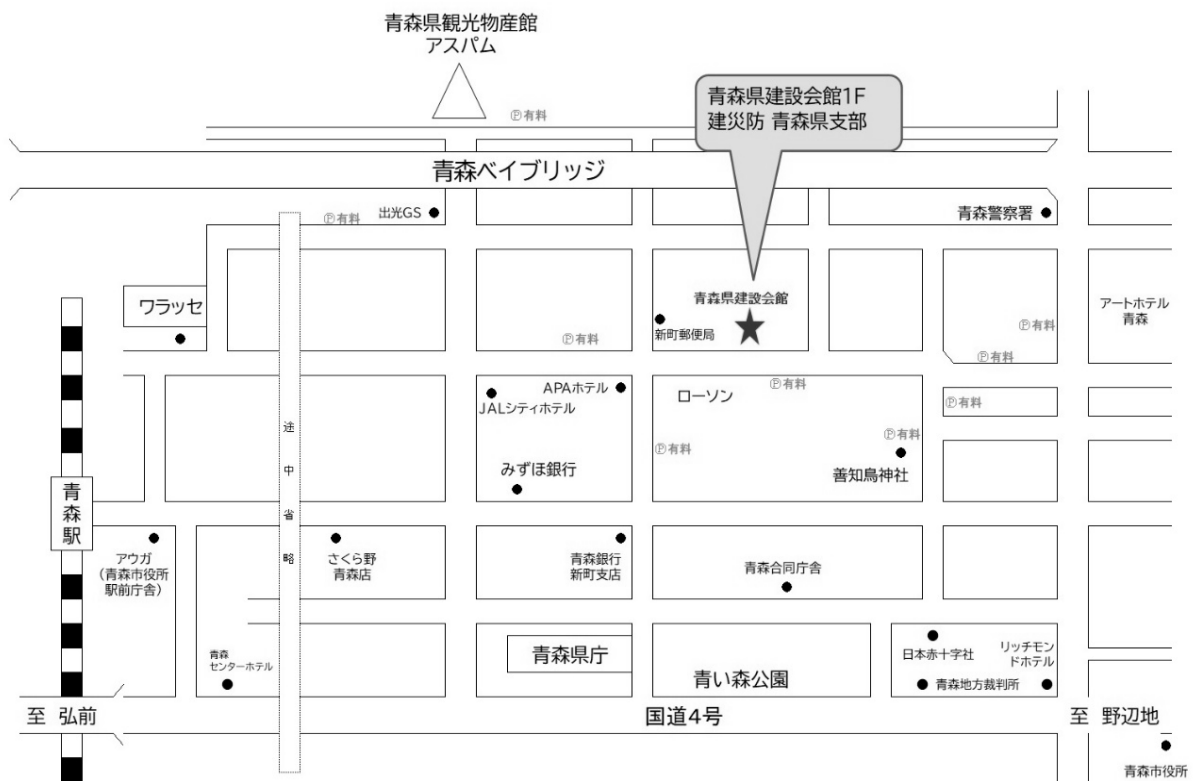 青森県観光物産館
アスパム
青森県建設会館1F
建災防 青森県支部
Ⓟ有料
青森ベイブリッジ
Ⓟ有料
出光GS
青森警察署
ワラッセ
青森県建設会館
新町郵便局
Ⓟ有料
Ⓟ有料
Ⓟ有料
アートホテル
青森
APAホテル
JALシティホテル
ローソン
Ⓟ有料
Ⓟ有料
途中省略
みずほ銀行
Ⓟ有料
Ⓟ有料
善知鳥神社
青森駅
アウガ
(青森市役所
駅前庁舎)
さくら野
青森店
青森銀行
新町支店
青森合同庁舎
青森
センターホテル
青森県庁
青い森公園
日本赤十字社
リッチモン
ドホテル
青森地方裁判所
至 弘前
国道4号
至 野辺地
青森市役所